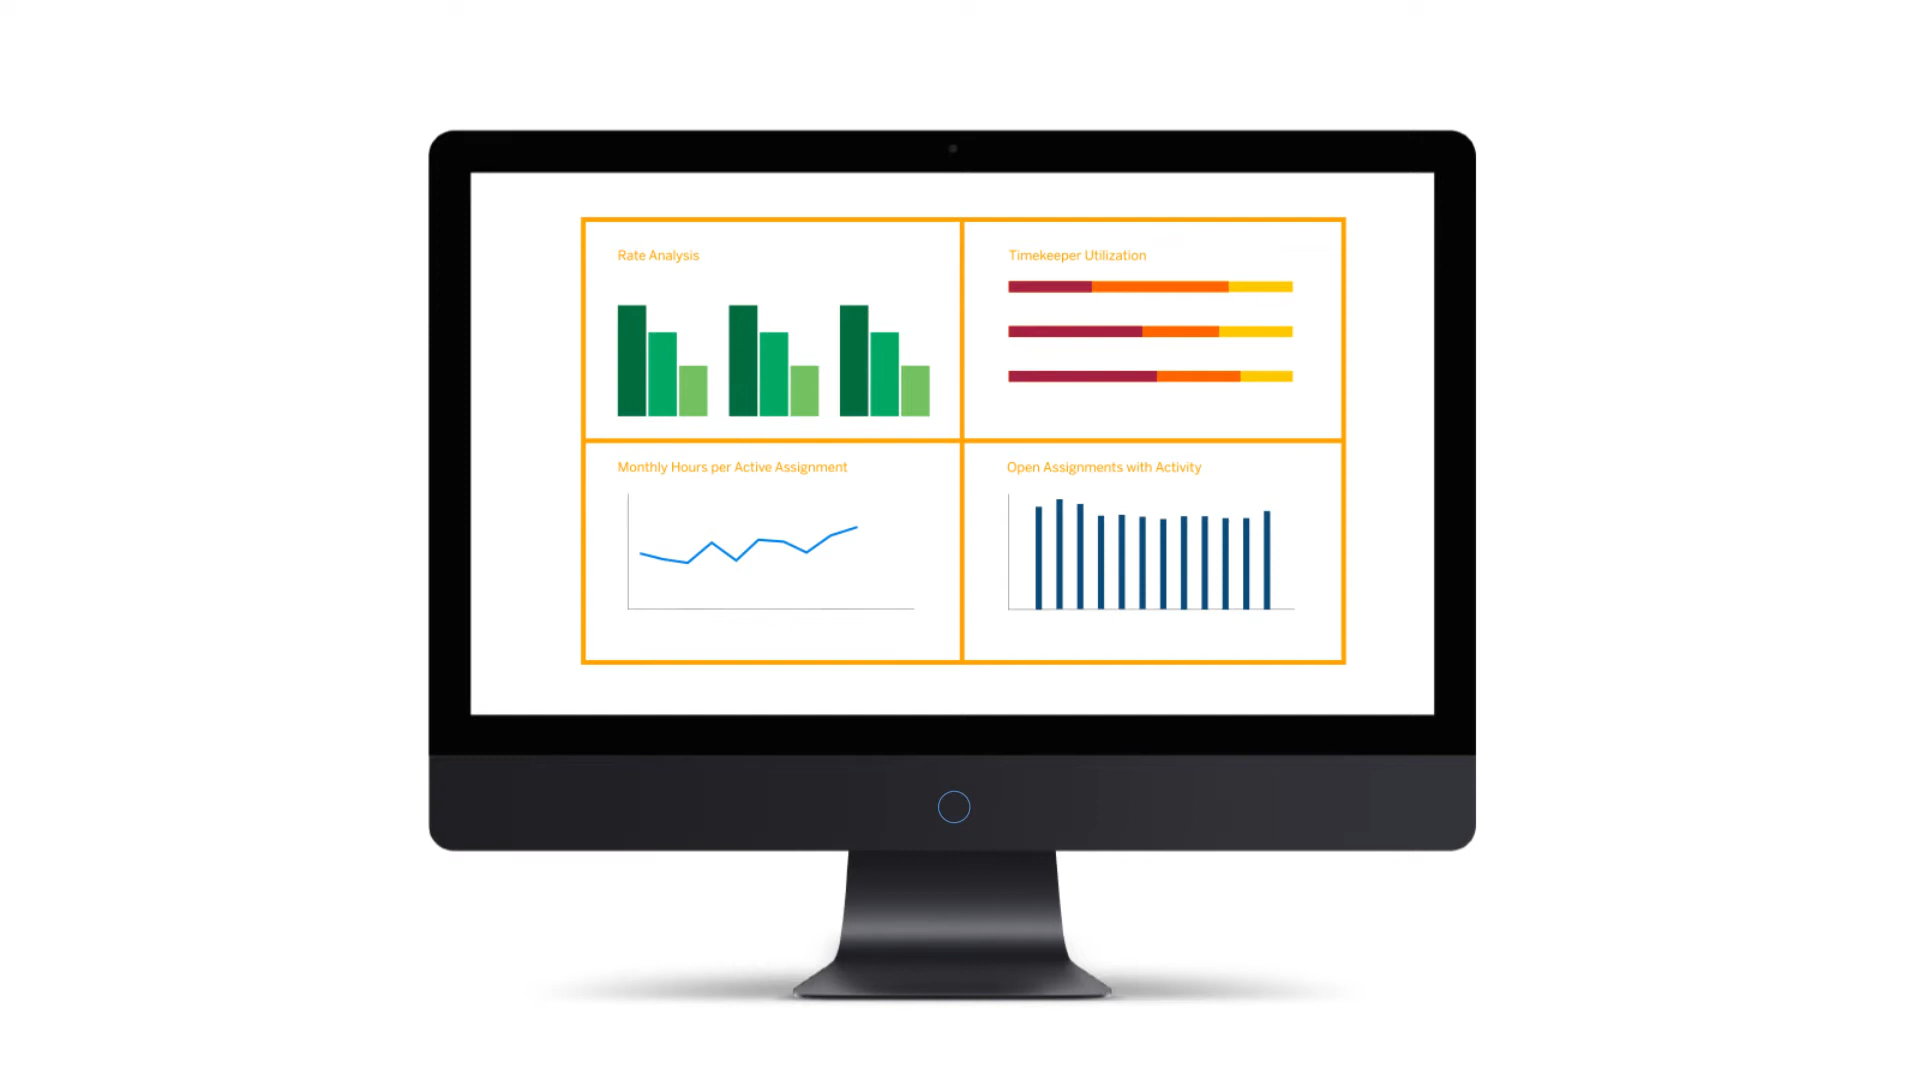 Rate Analysis
Timekeeper Utilization
Monthly Hours per Active Assignment
Open Assignments with Activity